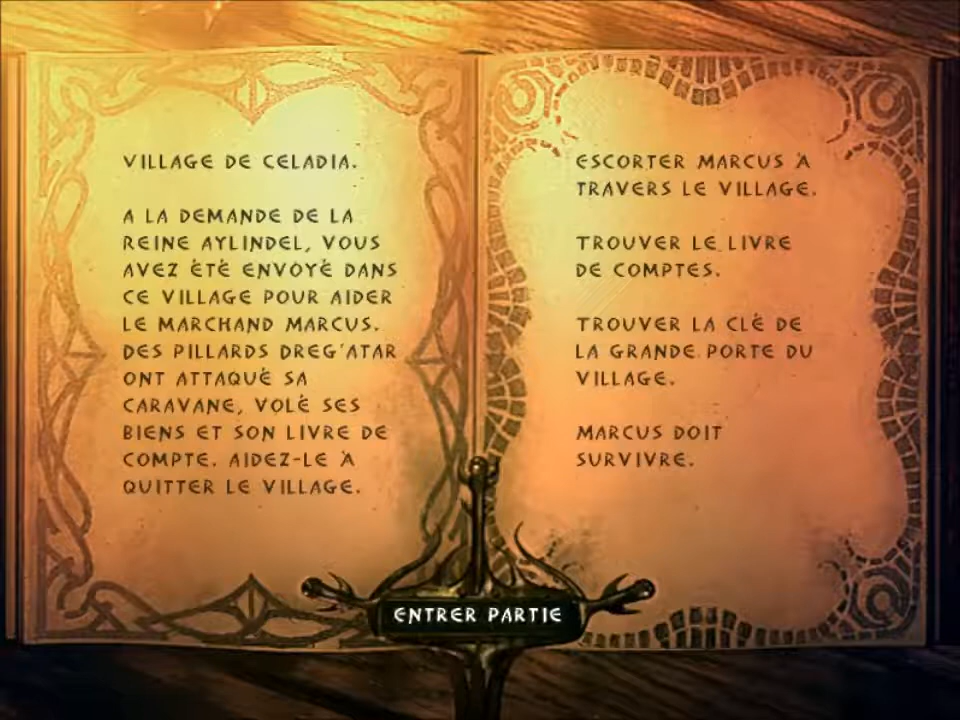 VILLAGE DE CELADIA.
A LA DEMANDE DE LA
REINE AYLINDEL, VOUS
AVEZ ÉTÉ ENVOYÉ DANS
CE VILLAGE POUR AIDER
LE MARCHAND MARCUS.
DES PILLARDS DREG'ATAR
ONT ATTAQUÉ SA
CARAVANE, VOLÉ SES
BIENS ET SON LIVRE DE
COMPTE. AIDEZ-LE À
QUITTER LE VILLAGE.
ESCORTER MARCUS À
TRAVERS LE VILLAGE.
TROUVER LE LIVRE
DE COMPTES.
TROUVER LA CLÉ DE
LA GRANDE PORTE DU
VILLAGE.
MARCUS DOIT
SURVIVRE.
ENTRER PARTIE